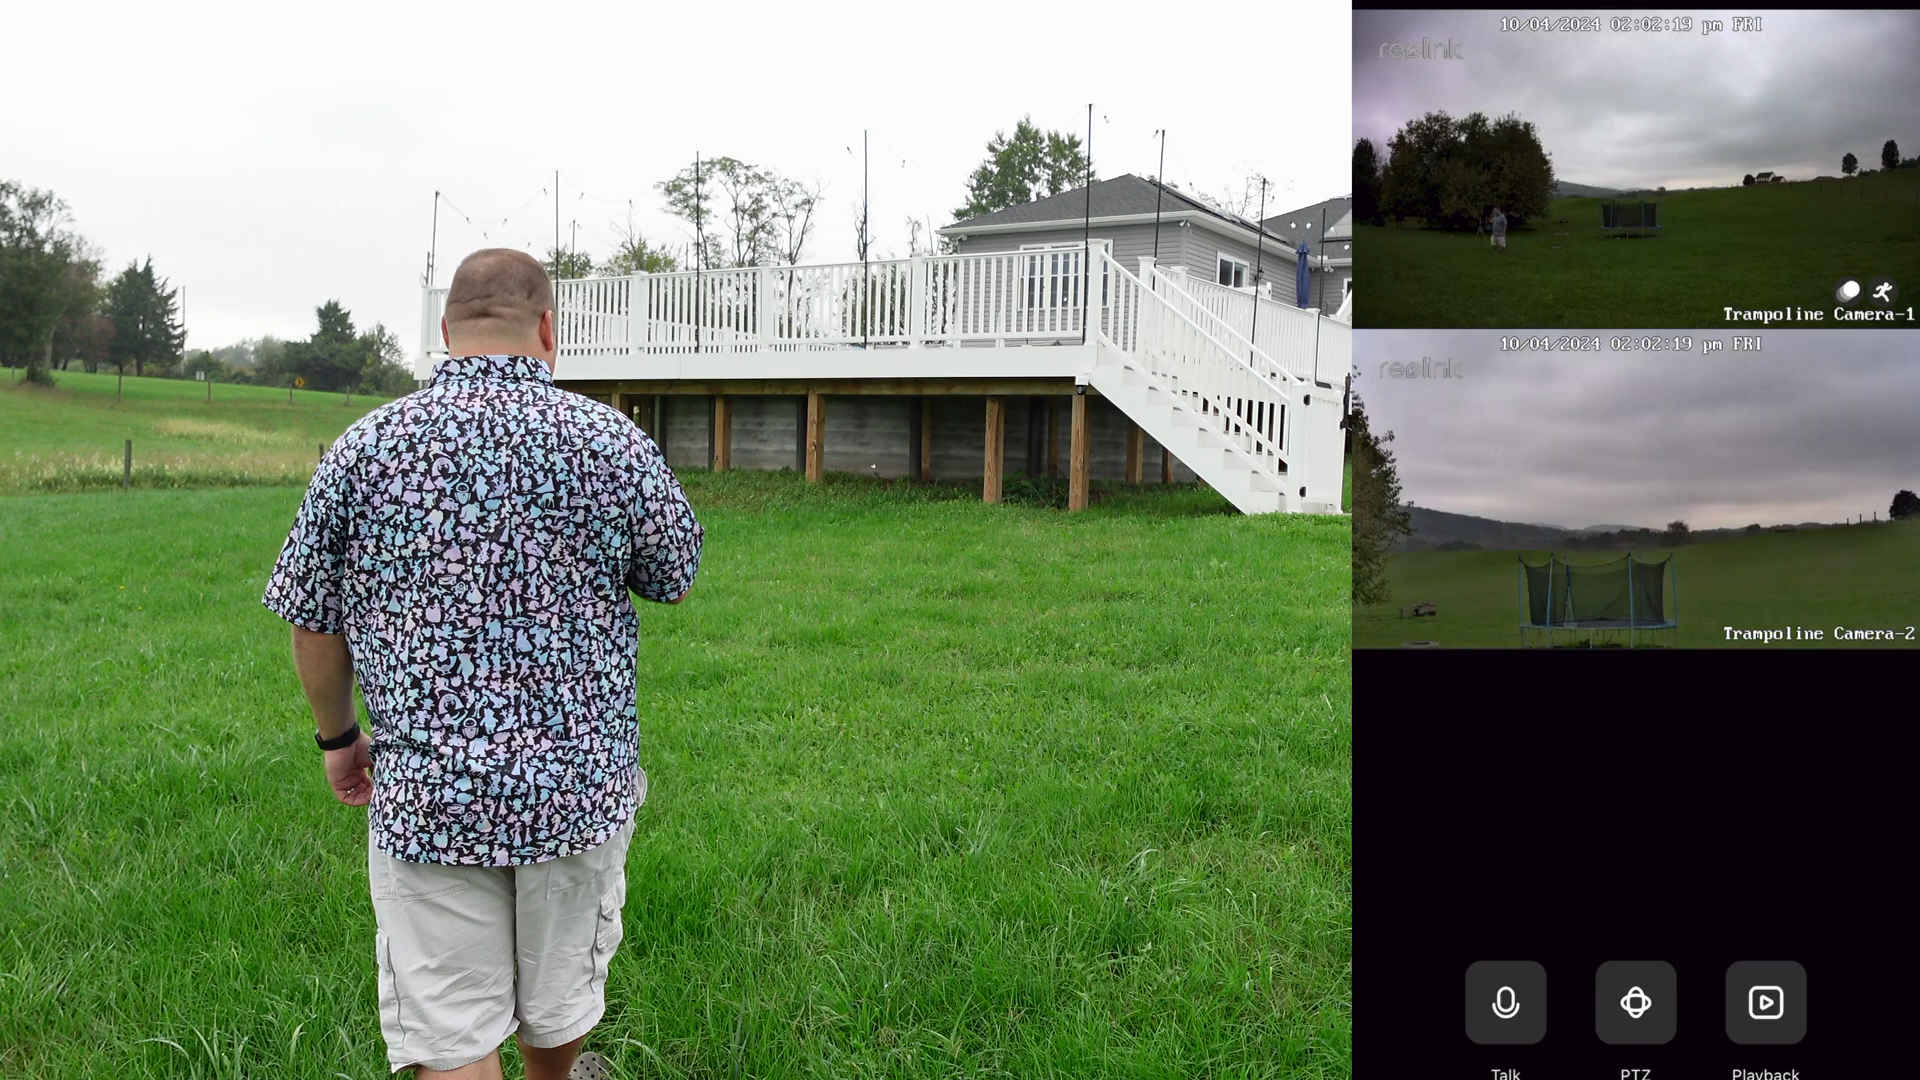 10/04/2024 02:02:19 pm FRI
reolink
Trampoline Camera-1
10/04/2024 02:02:19 pm FRI
reolink
Trampoline Camera-2
Talk
PTZ
Playback